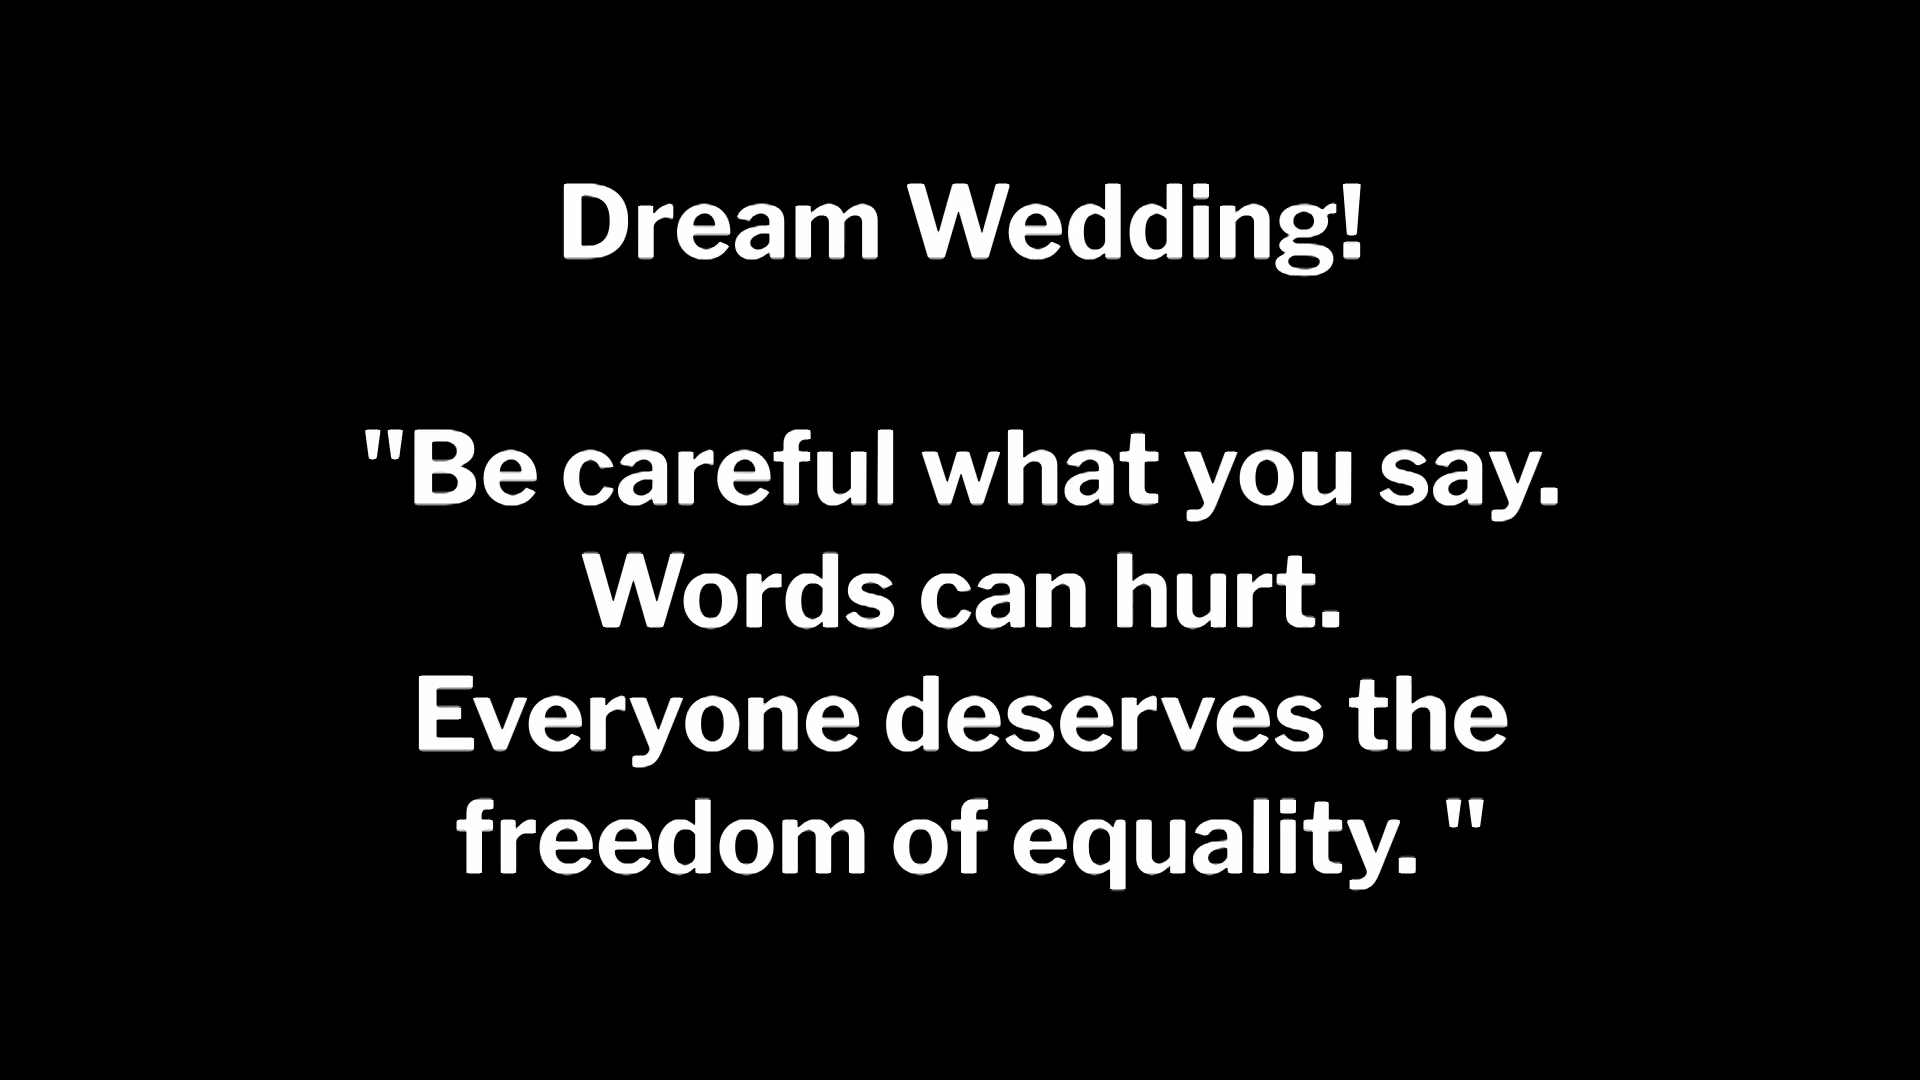 Dream Wedding!
"Be careful what you say.
Words can hurt.
Everyone deserves the
freedom of equality. "